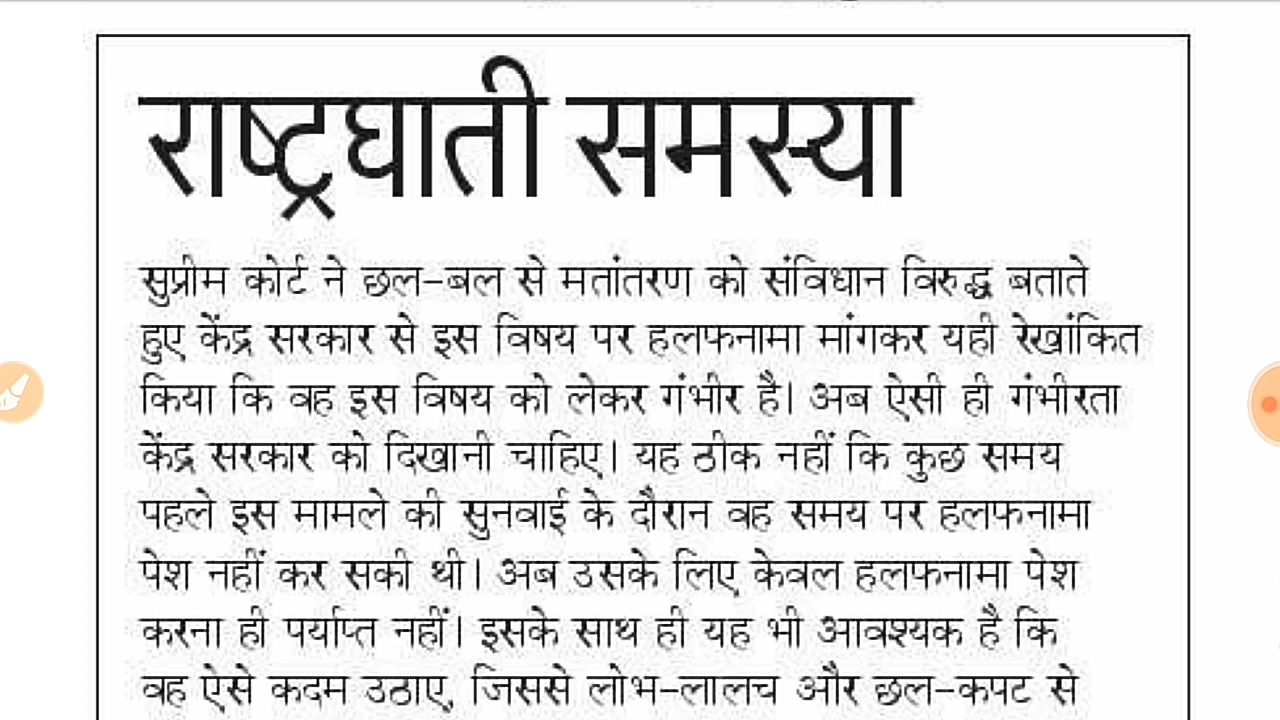 राष्ट्रघाती समस्या
सुप्रीम कोर्ट ने छल-बल से मतांतरण को संविधान विरुद्ध बताते
हुए केंद्र सरकार से इस विषय पर हलफनामा मांगकर यही रेखांकित
किया कि वह इस विषय को लेकर गंभीर है। अब ऐसी ही गंभीरता
केंद्र सरकार को दिखानी चाहिए। यह ठीक नहीं कि कुछ समय
पहले इस मामले की सुनवाई के दौरान वह समय पर हलफनामा
पेश नहीं कर सकी थी। अब उसके लिए केवल हलफनामा पेश
करना ही पर्याप्त नहीं। इसके साथ ही यह भी आवश्यक है कि
वह ऐसे कदम उठाए, जिससे लोभ-लालच और छल-कपट से